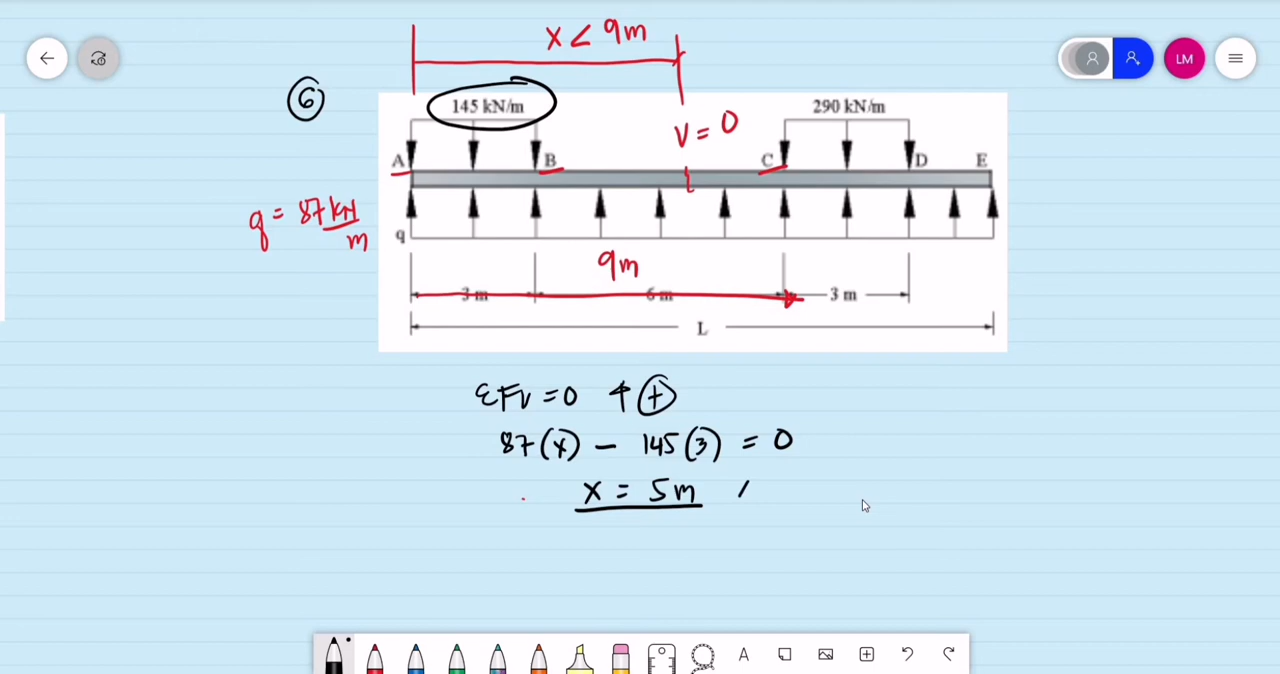 x < 9m
LM
6
145 kN/m
290 kN/m
V = 0
A
B
C
D
E
q = 87 kN/m
q
9m
3 m
6 m
3 m
L
ΣFv = 0 ↑ +
87(x) - 145(3) = 0
x = 5m
A